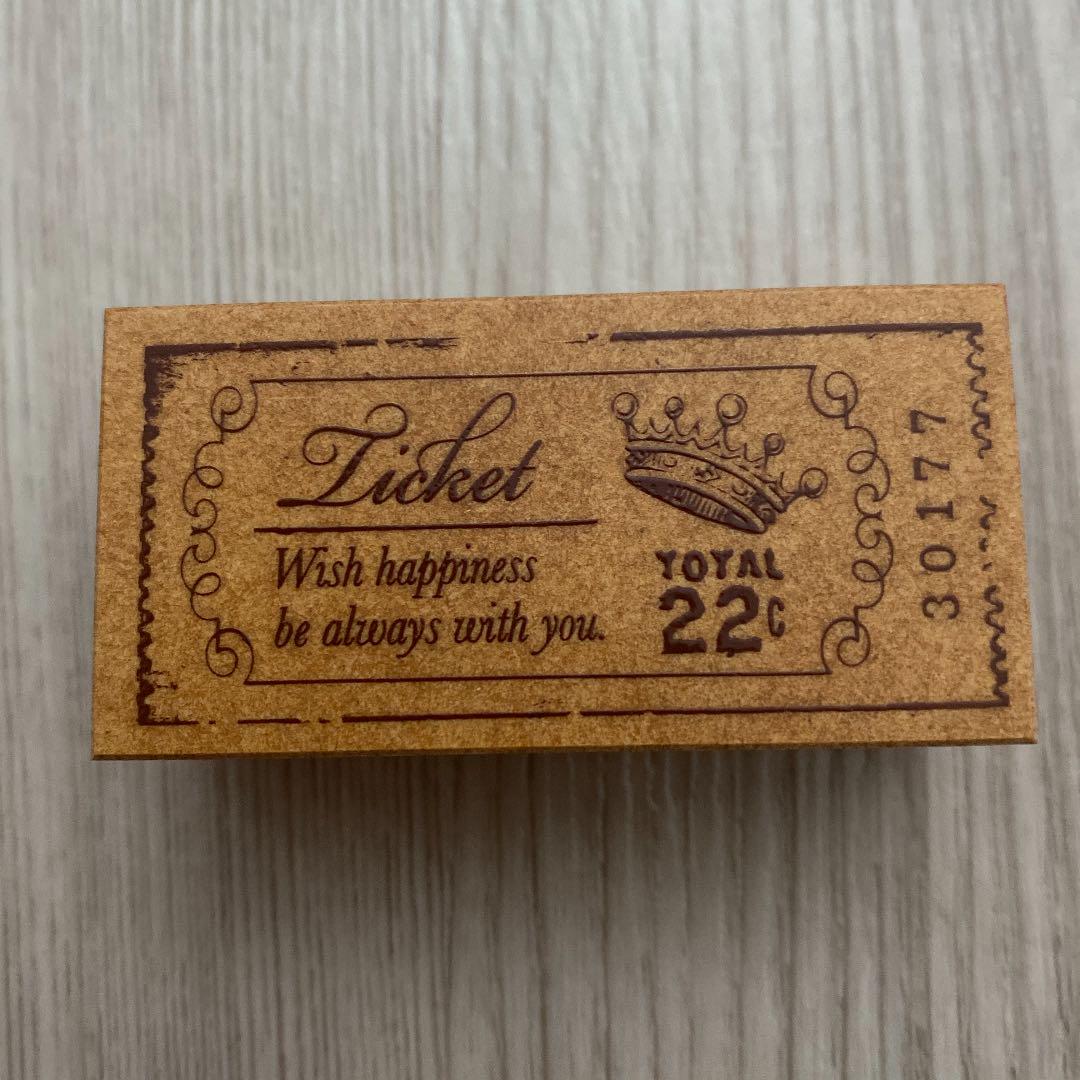 Ticket
Wish happiness
be always with you.
TOTAL
22c
30177